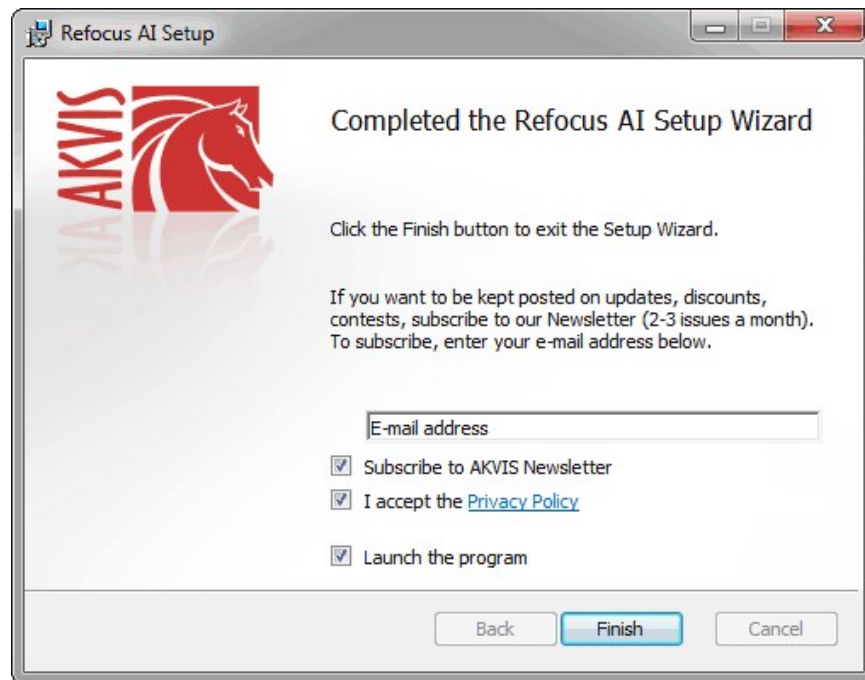 Refocus AI Setup
AKVIS
Completed the Refocus AI Setup Wizard
Click the Finish button to exit the Setup Wizard.
If you want to be kept posted on updates, discounts,
contests, subscribe to our Newsletter (2-3 issues a month).
To subscribe, enter your e-mail address below.
E-mail address
Subscribe to AKVIS Newsletter
I accept the Privacy Policy
Launch the program
Back Finish Cancel